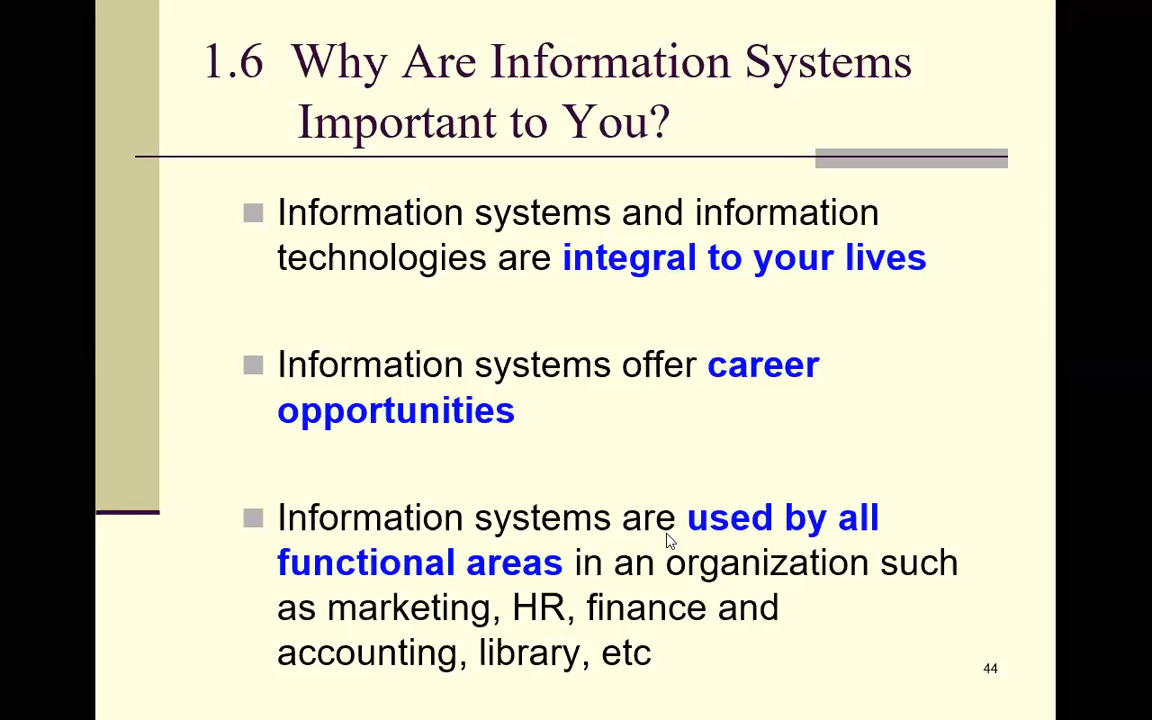 1.6 Why Are Information Systems
Important to You?
Information systems and information
technologies are integral to your lives
Information systems offer career
opportunities
Information systems are used by all
functional areas in an organization such
as marketing, HR, finance and
accounting, library, etc
44